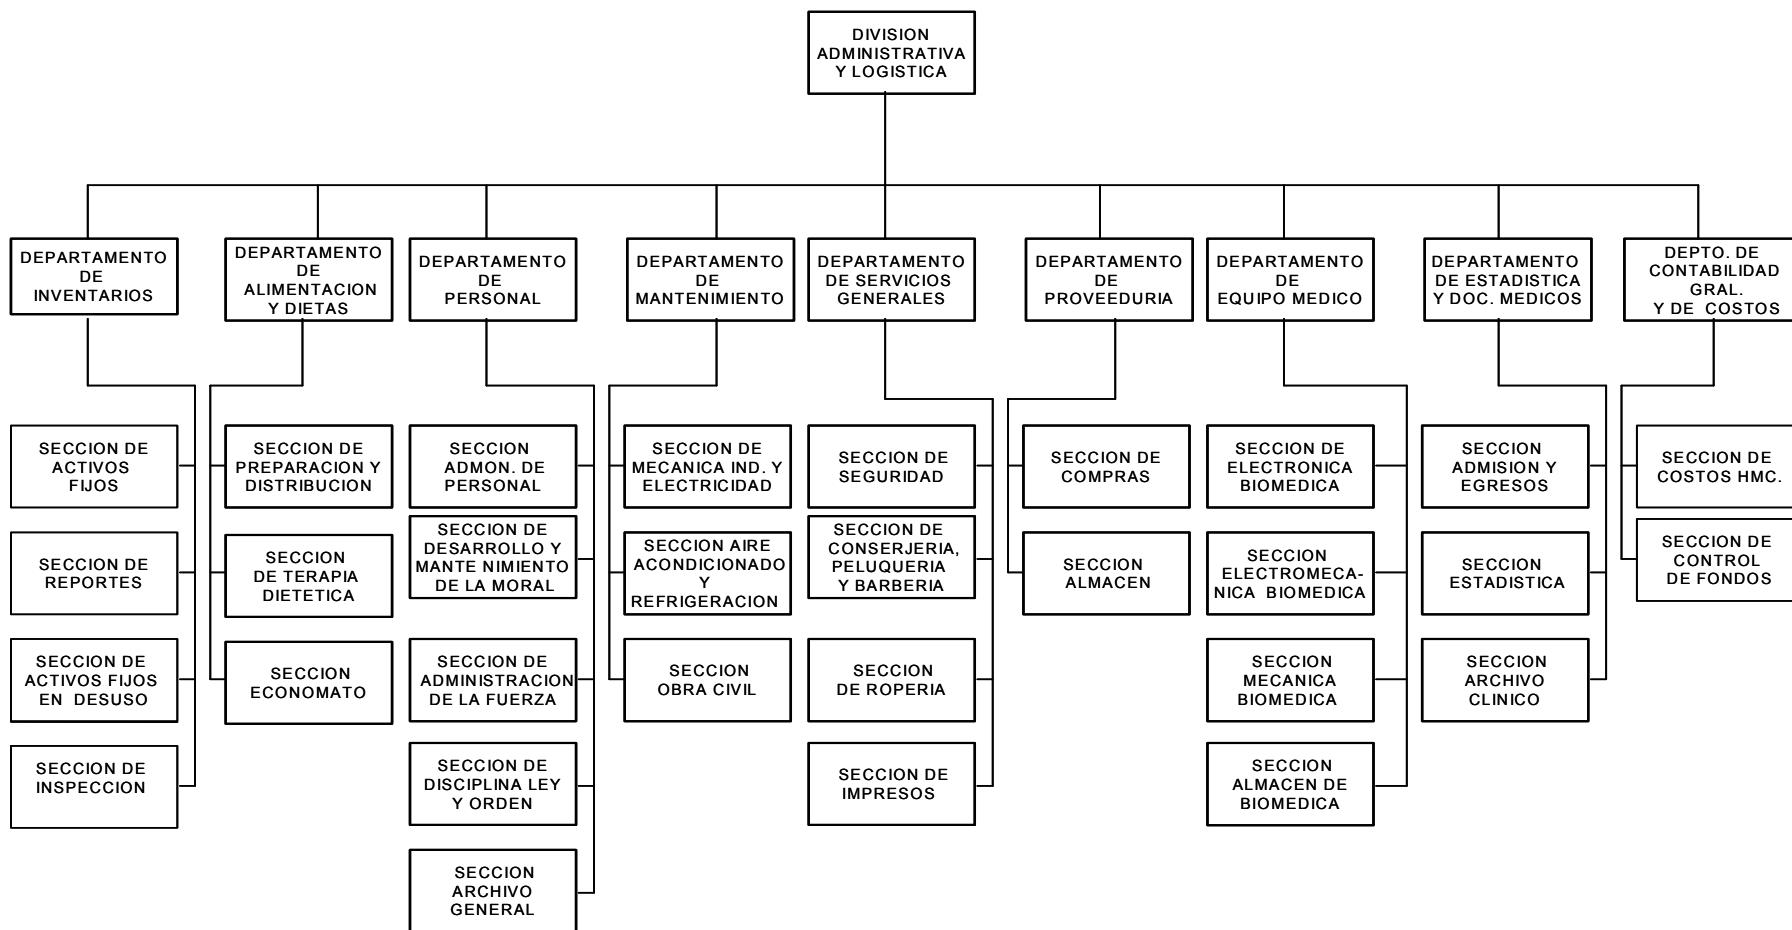 DIVISION
ADMINISTRATIVA
Y LOGISTICA
DEPARTAMENTO
DE
INVENTARIOS
DEPARTAMENTO
DE
ALIMENTACION
Y DIETAS
DEPARTAMENTO
DE
PERSONAL
DEPARTAMENTO
DE
MANTENIMIENTO
DEPARTAMENTO
DE SERVICIOS
GENERALES
DEPARTAMENTO
DE
PROVEEDURIA
DEPARTAMENTO
DE
EQUIPO MEDICO
DEPARTAMENTO
DE ESTADISTICA
Y DOC. MEDICOS
DEPTO. DE
CONTABILIDAD
GRAL.
Y DE COSTOS
SECCION DE
ACTIVOS
FIJOS
SECCION DE
PREPARACION Y
DISTRIBUCION
SECCION
ADMON. DE
PERSONAL
SECCION DE
MECANICA IND. Y
ELECTRICIDAD
SECCION DE
SEGURIDAD
SECCION DE
COMPRAS
SECCION DE
ELECTRONICA
BIOMEDICA
SECCION
ADMISION Y
EGRESOS
SECCION DE
COSTOS HMC.
SECCION DE
REPORTES
SECCION
DE TERAPIA
DIETETICA
SECCION DE
DESARROLLO Y
MANTE NIMIENTO
DE LA MORAL
SECCION AIRE
ACONDICIONADO
Y
REFRIGERACION
SECCION DE
CONSERJERIA,
PELUQUERIA
Y BARBERIA
SECCION
ALMACEN
SECCION
ELECTROMECA-
NICA BIOMEDICA
SECCION
ESTADISTICA
SECCION DE
CONTROL
DE FONDOS
SECCION DE
ACTIVOS FIJOS
EN DESUSO
SECCION
ECONOMATO
SECCION DE
ADMINISTRACION
DE LA FUERZA
SECCION
OBRA CIVIL
SECCION
DE ROPERIA
SECCION
MECANICA
BIOMEDICA
SECCION
ARCHIVO
CLINICO
SECCION DE
INSPECCION
SECCION DE
DISCIPLINA LEY
Y ORDEN
SECCION DE
IMPRESOS
SECCION
ALMACEN DE
BIOMEDICA
SECCION
ARCHIVO
GENERAL